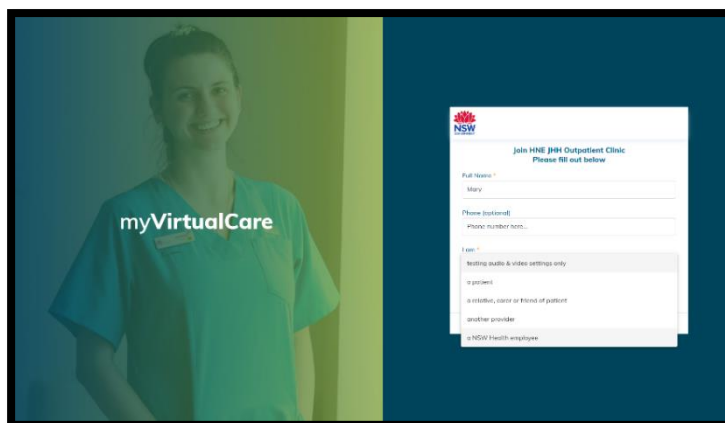 myVirtualCare
NSW
Join HNE JHH Outpatient Clinic
Please fill out below
Full Name *
Mary
Phone (optional)
Phone number here...
I am *
testing audio & video settings only
a patient
a relative, carer or friend of patient
another provider
a NSW Health employee